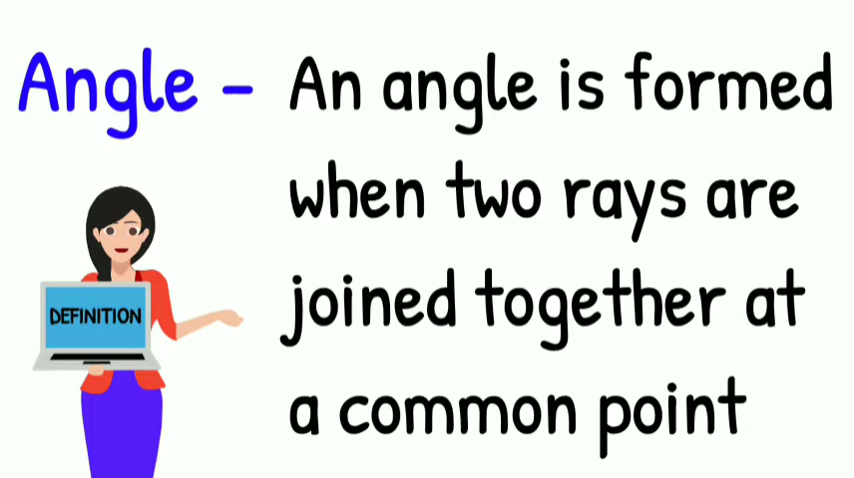 Angle - An angle is formed
when two rays are
joined together at
a common point
DEFINITION